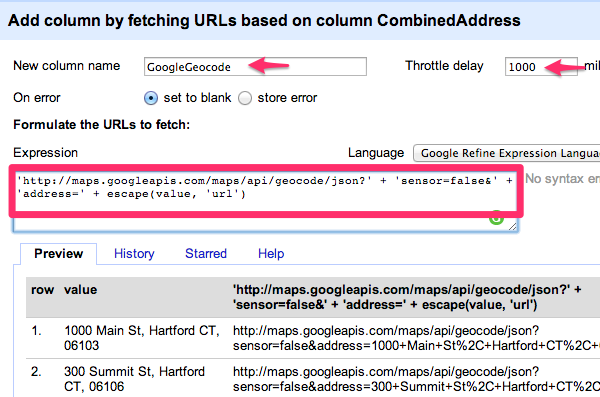 Add column by fetching URLs based on column CombinedAddress
New column name GoogleGeocode Throttle delay 1000
On error set to blank store error
Formulate the URLs to fetch:
Expression Language Google Refine Expression
'http://maps.googleapis.com/maps/api/geocode/json?' + 'sensor=false&' + No syntax
'address=' + escape(value, 'url')
Preview History Starred Help
row value 'http://maps.googleapis.com/maps/api/geocode/json?' +
'sensor=false&' + 'address=' + escape(value, 'url')
1. 1000 Main St, Hartford CT, http://maps.googleapis.com/maps/api/geocode/json?
06103 sensor=false&address=1000+Main+St%2C+Hartford+CT%2C+
2. 300 Summit St, Hartford http://maps.googleapis.com/maps/api/geocode/json?
CT, 06106 sensor=false&address=300+Summit+St%2C+Hartford+CT%2C